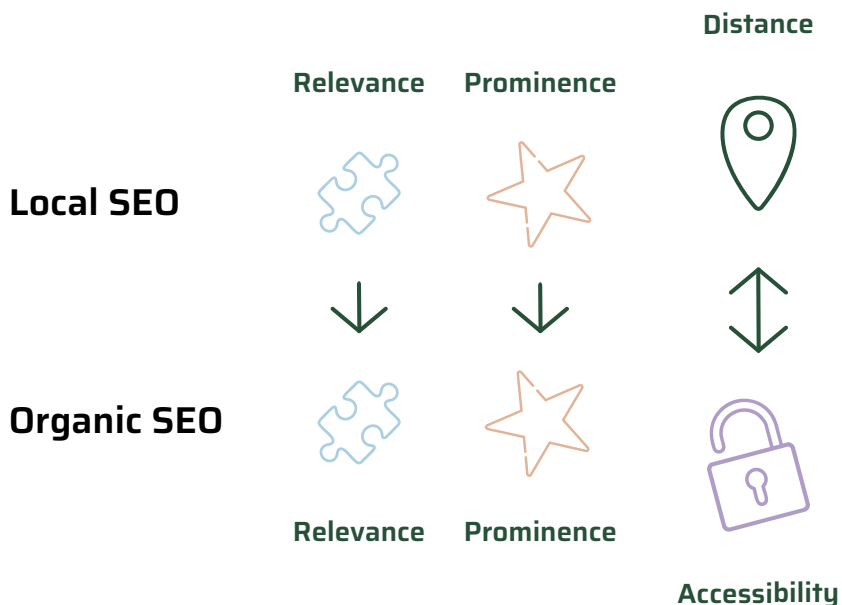 Distance
Relevance Prominence
Local SEO
Organic SEO
Relevance Prominence
Accessibility